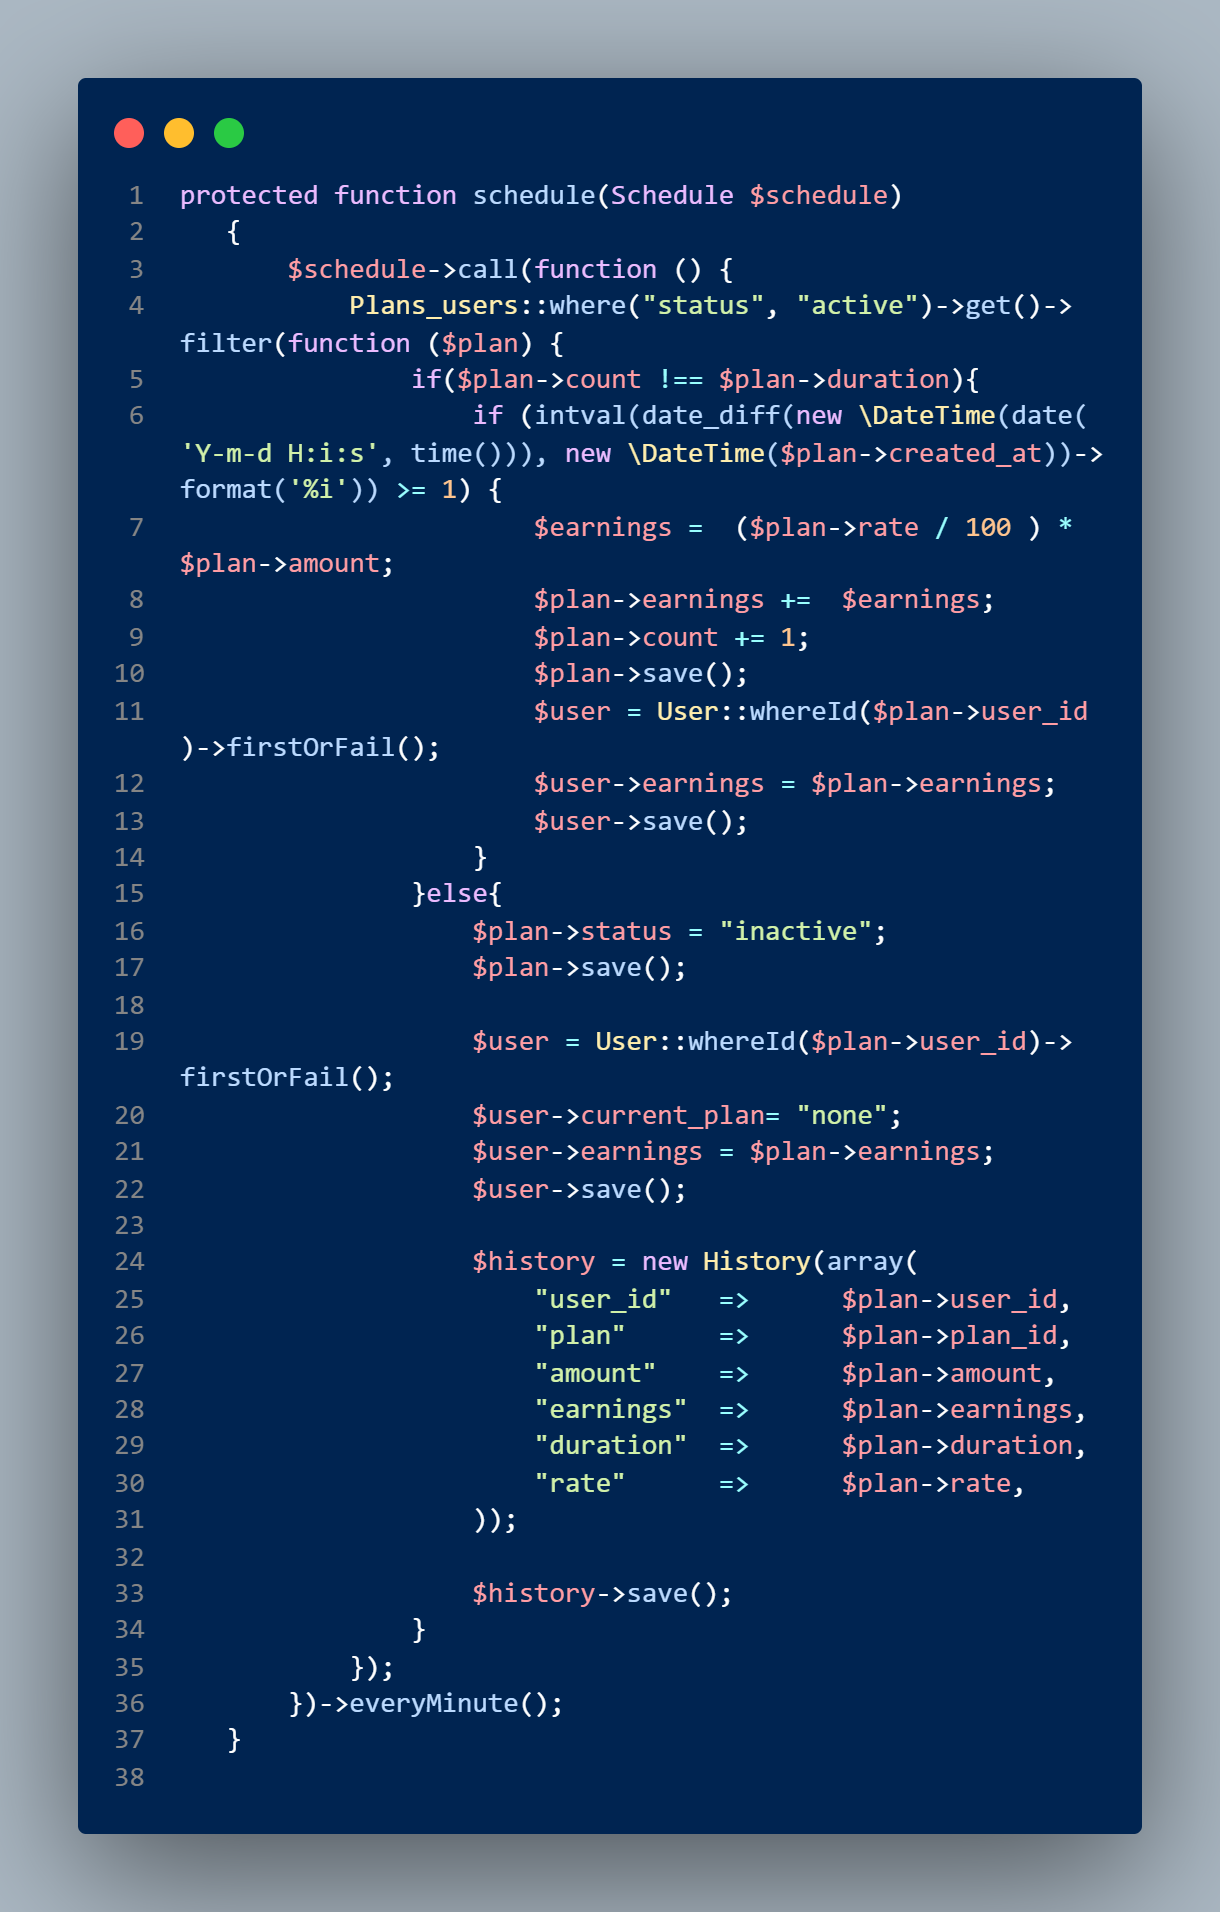 1 protected function schedule(Schedule $schedule)
2 {
3 $schedule->call(function () {
4 Plans_users::where("status", "active")->get()->
filter(function ($plan) {
5 if($plan->count !== $plan->duration){
6 if (intval(date_diff(new \DateTime(date(
'Y-m-d H:i:s', time())), new \DateTime($plan->created_at))->
format('%i')) >= 1) {
7 $earnings =  ($plan->rate / 100 ) *
$plan->amount;
8 $plan->earnings +=  $earnings;
9 $plan->count += 1;
10 $plan->save();
11 $user = User::whereId($plan->user_id
)->firstOrFail();
12 $user->earnings = $plan->earnings;
13 $user->save();
14 }
15 }else{
16 $plan->status = "inactive";
17 $plan->save();
18
19 $user = User::whereId($plan->user_id)->
firstOrFail();
20 $user->current_plan= "none";
21 $user->earnings = $plan->earnings;
22 $user->save();
23
24 $history = new History(array(
25 "user_id"   =>      $plan->user_id,
26 "plan"      =>      $plan->plan_id,
27 "amount"    =>      $plan->amount,
28 "earnings"  =>      $plan->earnings,
29 "duration"  =>      $plan->duration,
30 "rate"      =>      $plan->rate,
31 ));
32
33 $history->save();
34 }
35 });
36 })->everyMinute();
37 }
38